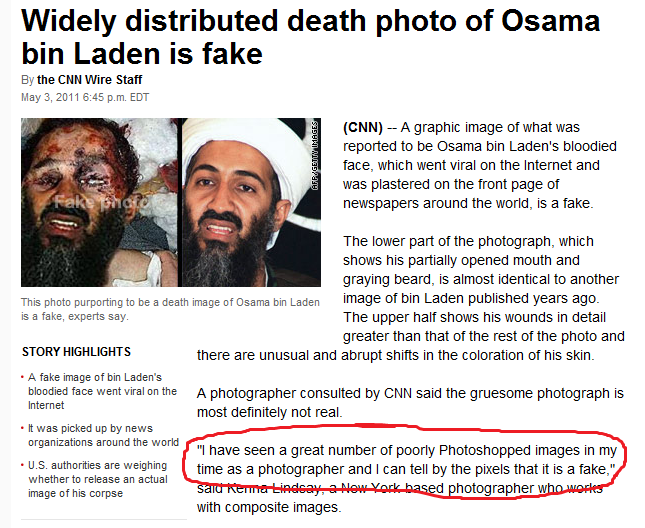 Widely distributed death photo of Osama
bin Laden is fake
By the CNN Wire Staff
May 3, 2011 6:45 p.m. EDT
Fake photo
AFP/GETTY IMAGES
This photo purporting to be a death image of Osama bin Laden
is a fake, experts say.
STORY HIGHLIGHTS
• A fake image of bin Laden's
bloodied face went viral on the
Internet
• It was picked up by news
organizations around the world
• U.S. authorities are weighing
whether to release an actual
image of his corpse
(CNN) -- A graphic image of what was
reported to be Osama bin Laden's bloodied
face, which went viral on the Internet and
was plastered on the front page of
newspapers around the world, is a fake.
The lower part of the photograph, which
shows his partially opened mouth and
graying beard, is almost identical to another
image of bin Laden published years ago.
The upper half shows his wounds in detail
greater than that of the rest of the photo and
there are unusual and abrupt shifts in the coloration of his skin.
A photographer consulted by CNN said the gruesome photograph is
most definitely not real.
"I have seen a great number of poorly Photoshopped images in my
time as a photographer and I can tell by the pixels that it is a fake,"
said Kenna Lindsay, a New York-based photographer who works
with composite images.